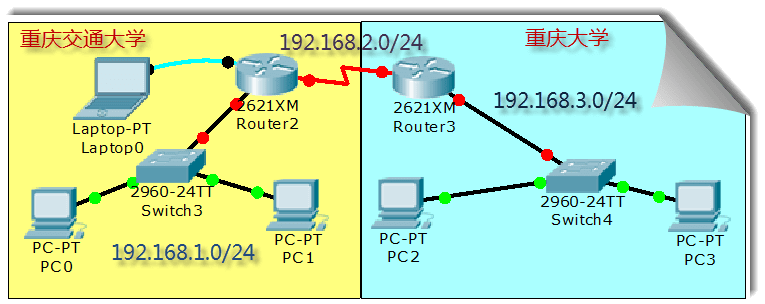 重庆交通大学
192.168.2.0/24
重庆大学
2621XM
Router2
2621XM
Router3
192.168.3.0/24
Laptop-PT
Laptop0
2960-24TT
Switch3
2960-24TT
Switch4
PC-PT
PC0
192.168.1.0/24
PC-PT
PC1
PC-PT
PC2
PC-PT
PC3